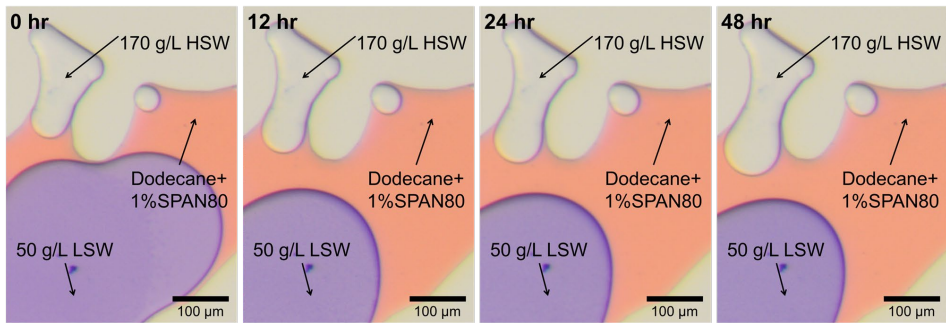 0 hr
170 g/L HSW
Dodecane+
1%SPAN80
50 g/L LSW
100 µm
12 hr
170 g/L HSW
Dodecane+
1%SPAN80
50 g/L LSW
100 µm
24 hr
170 g/L HSW
Dodecane+
1%SPAN80
50 g/L LSW
100 µm
48 hr
170 g/L HSW
Dodecane+
1%SPAN80
50 g/L LSW
100 µm